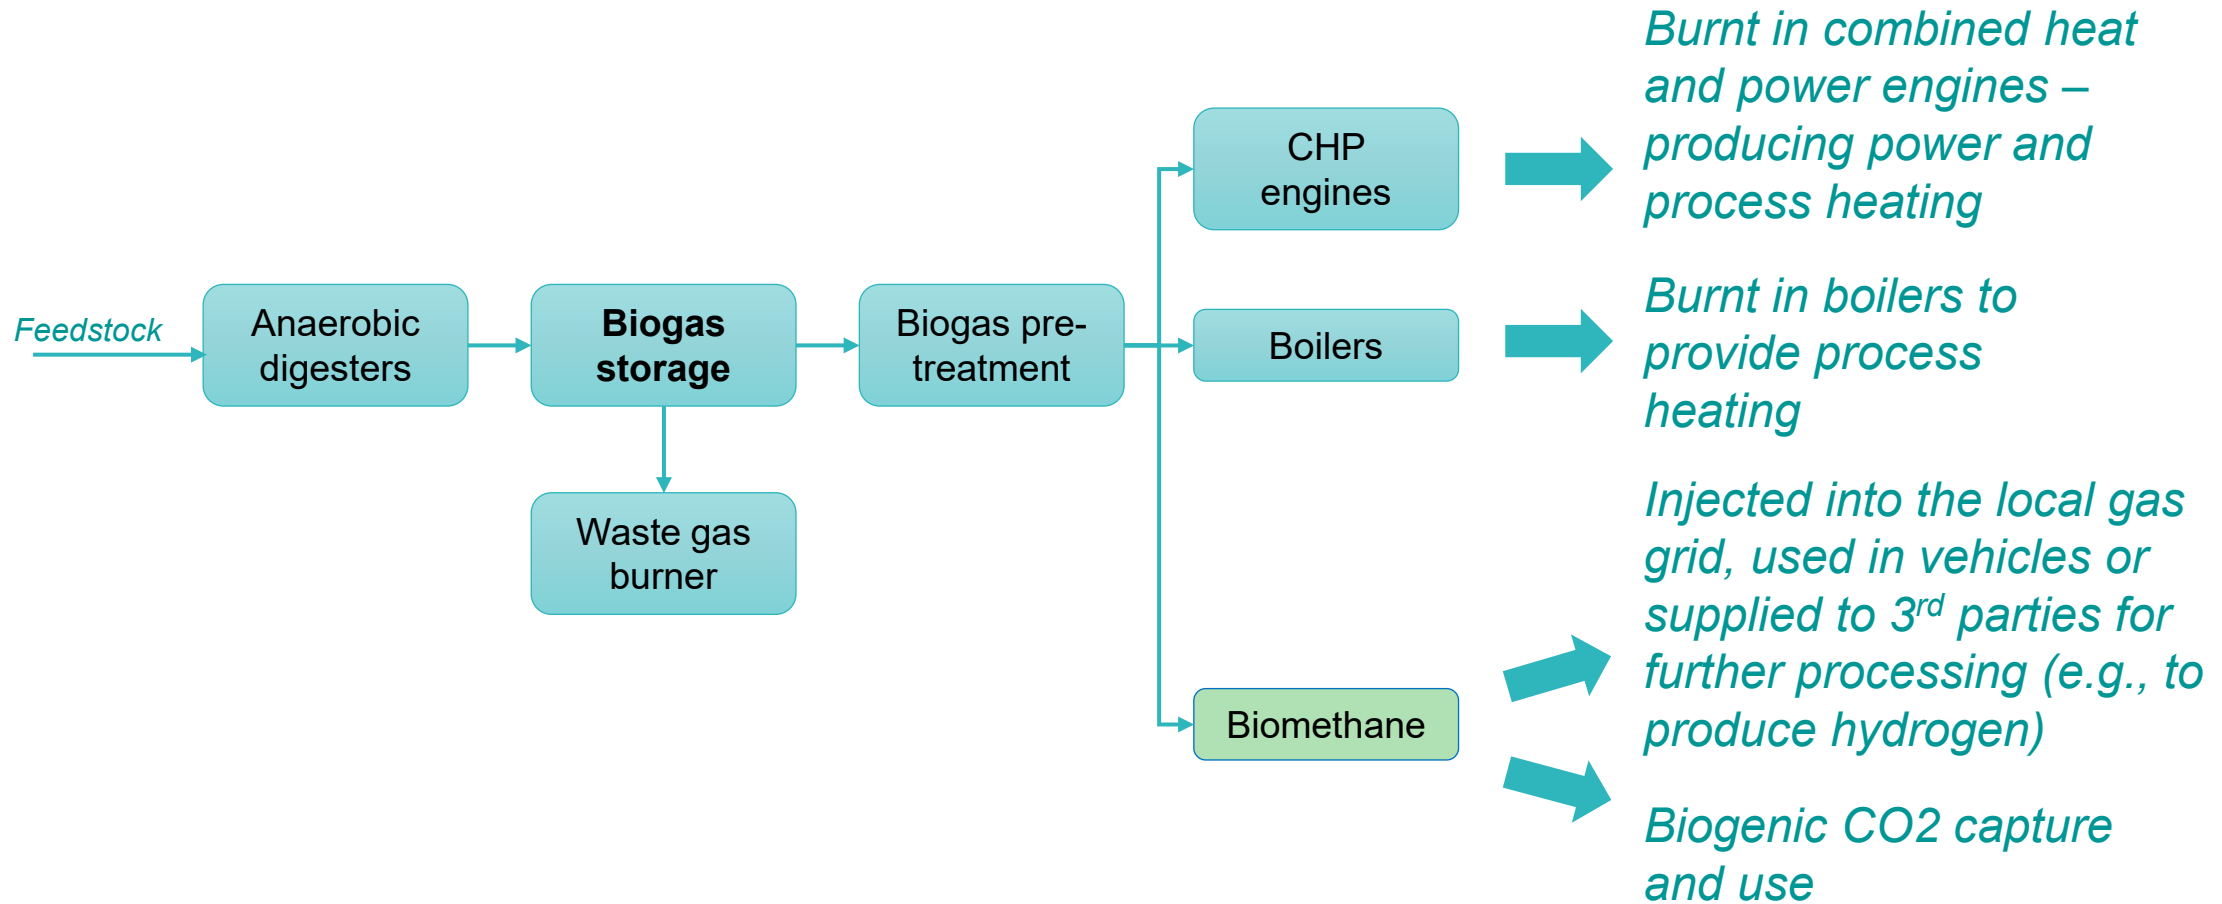 Feedstock
Anaerobic
digesters
Biogas
storage
Waste gas
burner
Biogas pre-
treatment
CHP
engines
Boilers
Biomethane
Burnt in combined heat
and power engines –
producing power and
process heating
Burnt in boilers to
provide process
heating
Injected into the local gas
grid, used in vehicles or
supplied to 3rd parties for
further processing (e.g., to
produce hydrogen)
Biogenic CO2 capture
and use